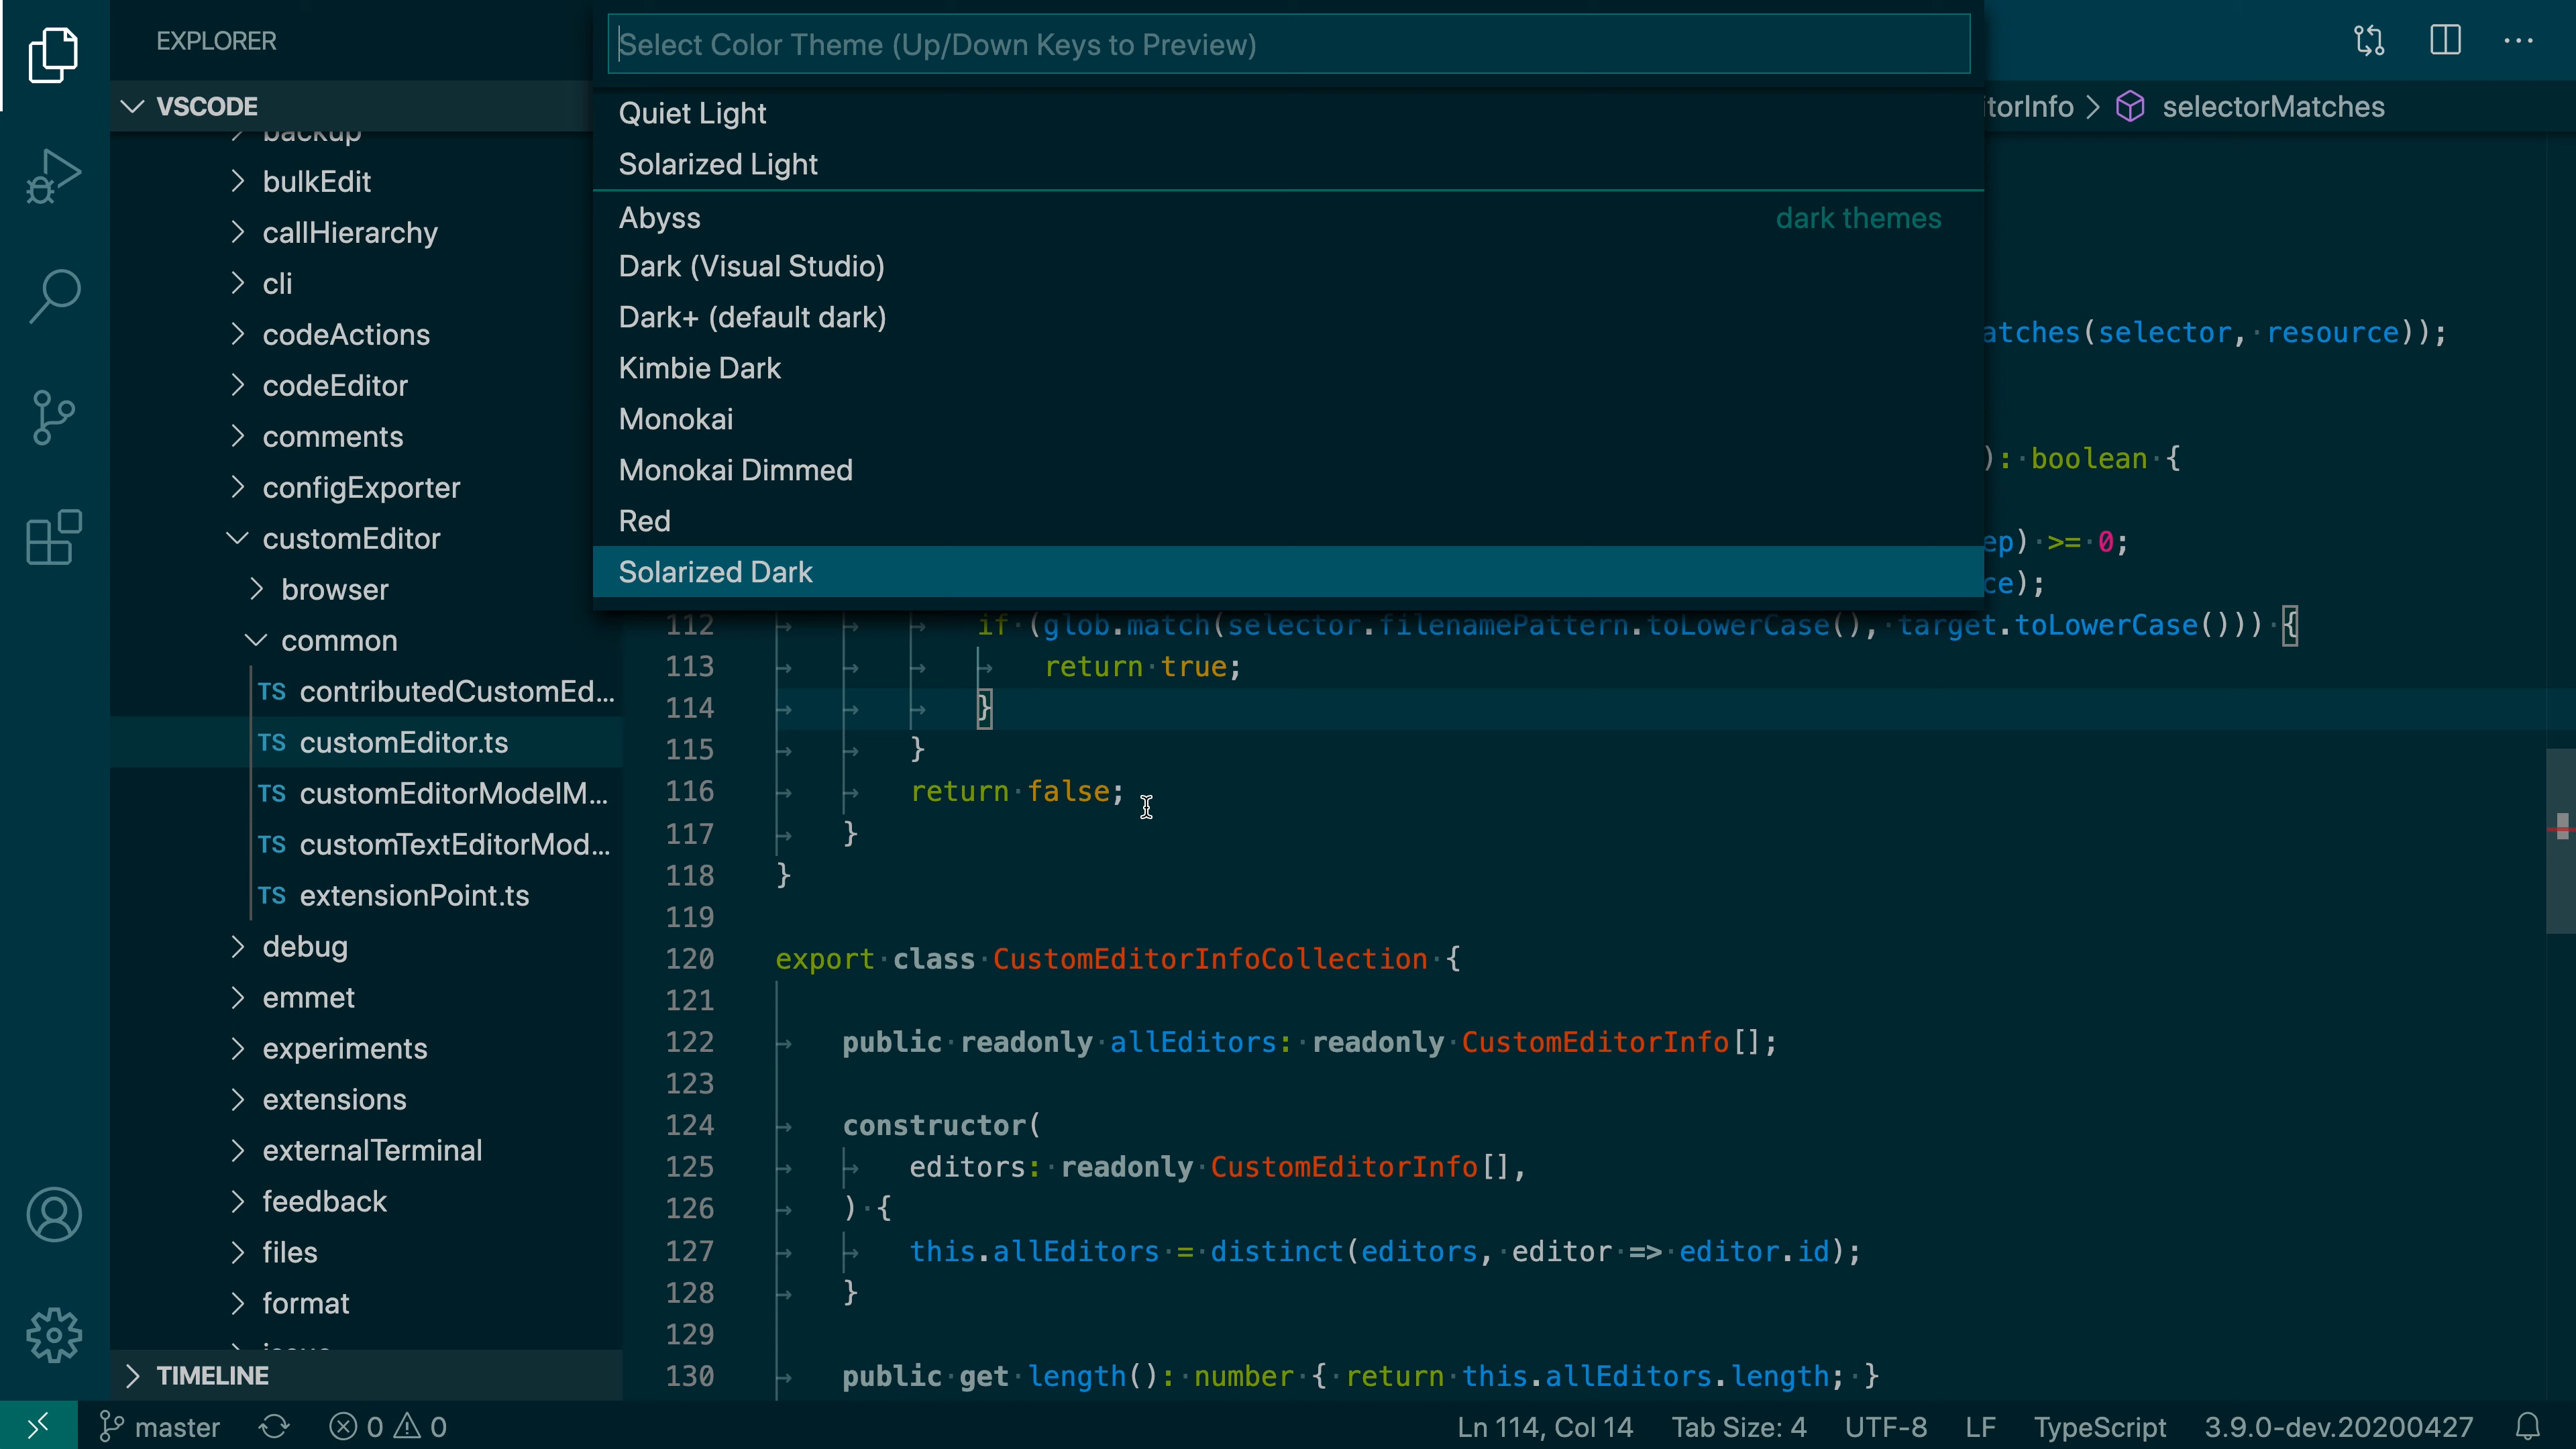 EXPLORER
VSCODE
backup
bulkEdit
callHierarchy
cli
codeActions
codeEditor
comments
configExporter
customEditor
browser
common
TS contributedCustomEd...
TS customEditor.ts
TS customEditorModelM...
TS customTextEditorMod...
TS extensionPoint.ts
debug
emmet
experiments
extensions
externalTerminal
feedback
files
format
TIMELINE
Select Color Theme (Up/Down Keys to Preview)
Quiet Light
Solarized Light
Abyss dark themes
Dark (Visual Studio)
Dark+ (default dark)
Kimbie Dark
Monokai
Monokai Dimmed
Red
Solarized Dark
itorInfo > selectorMatches
atches(selector, resource));
): boolean {
ep) >= 0;
ce);
112 if (glob.match(selector.filenamePattern.toLowerCase(), target.toLowerCase())) {
113 return true;
114 }
115 }
116 return false;
117 }
118 }
119
120 export class CustomEditorInfoCollection {
121
122 public readonly allEditors: readonly CustomEditorInfo[];
123
124 constructor(
125 editors: readonly CustomEditorInfo[],
126 ) {
127 this.allEditors = distinct(editors, editor => editor.id);
128 }
129
130 public get length(): number { return this.allEditors.length; }
master 0 0 Ln 114, Col 14 Tab Size: 4 UTF-8 LF TypeScript 3.9.0-dev.20200427